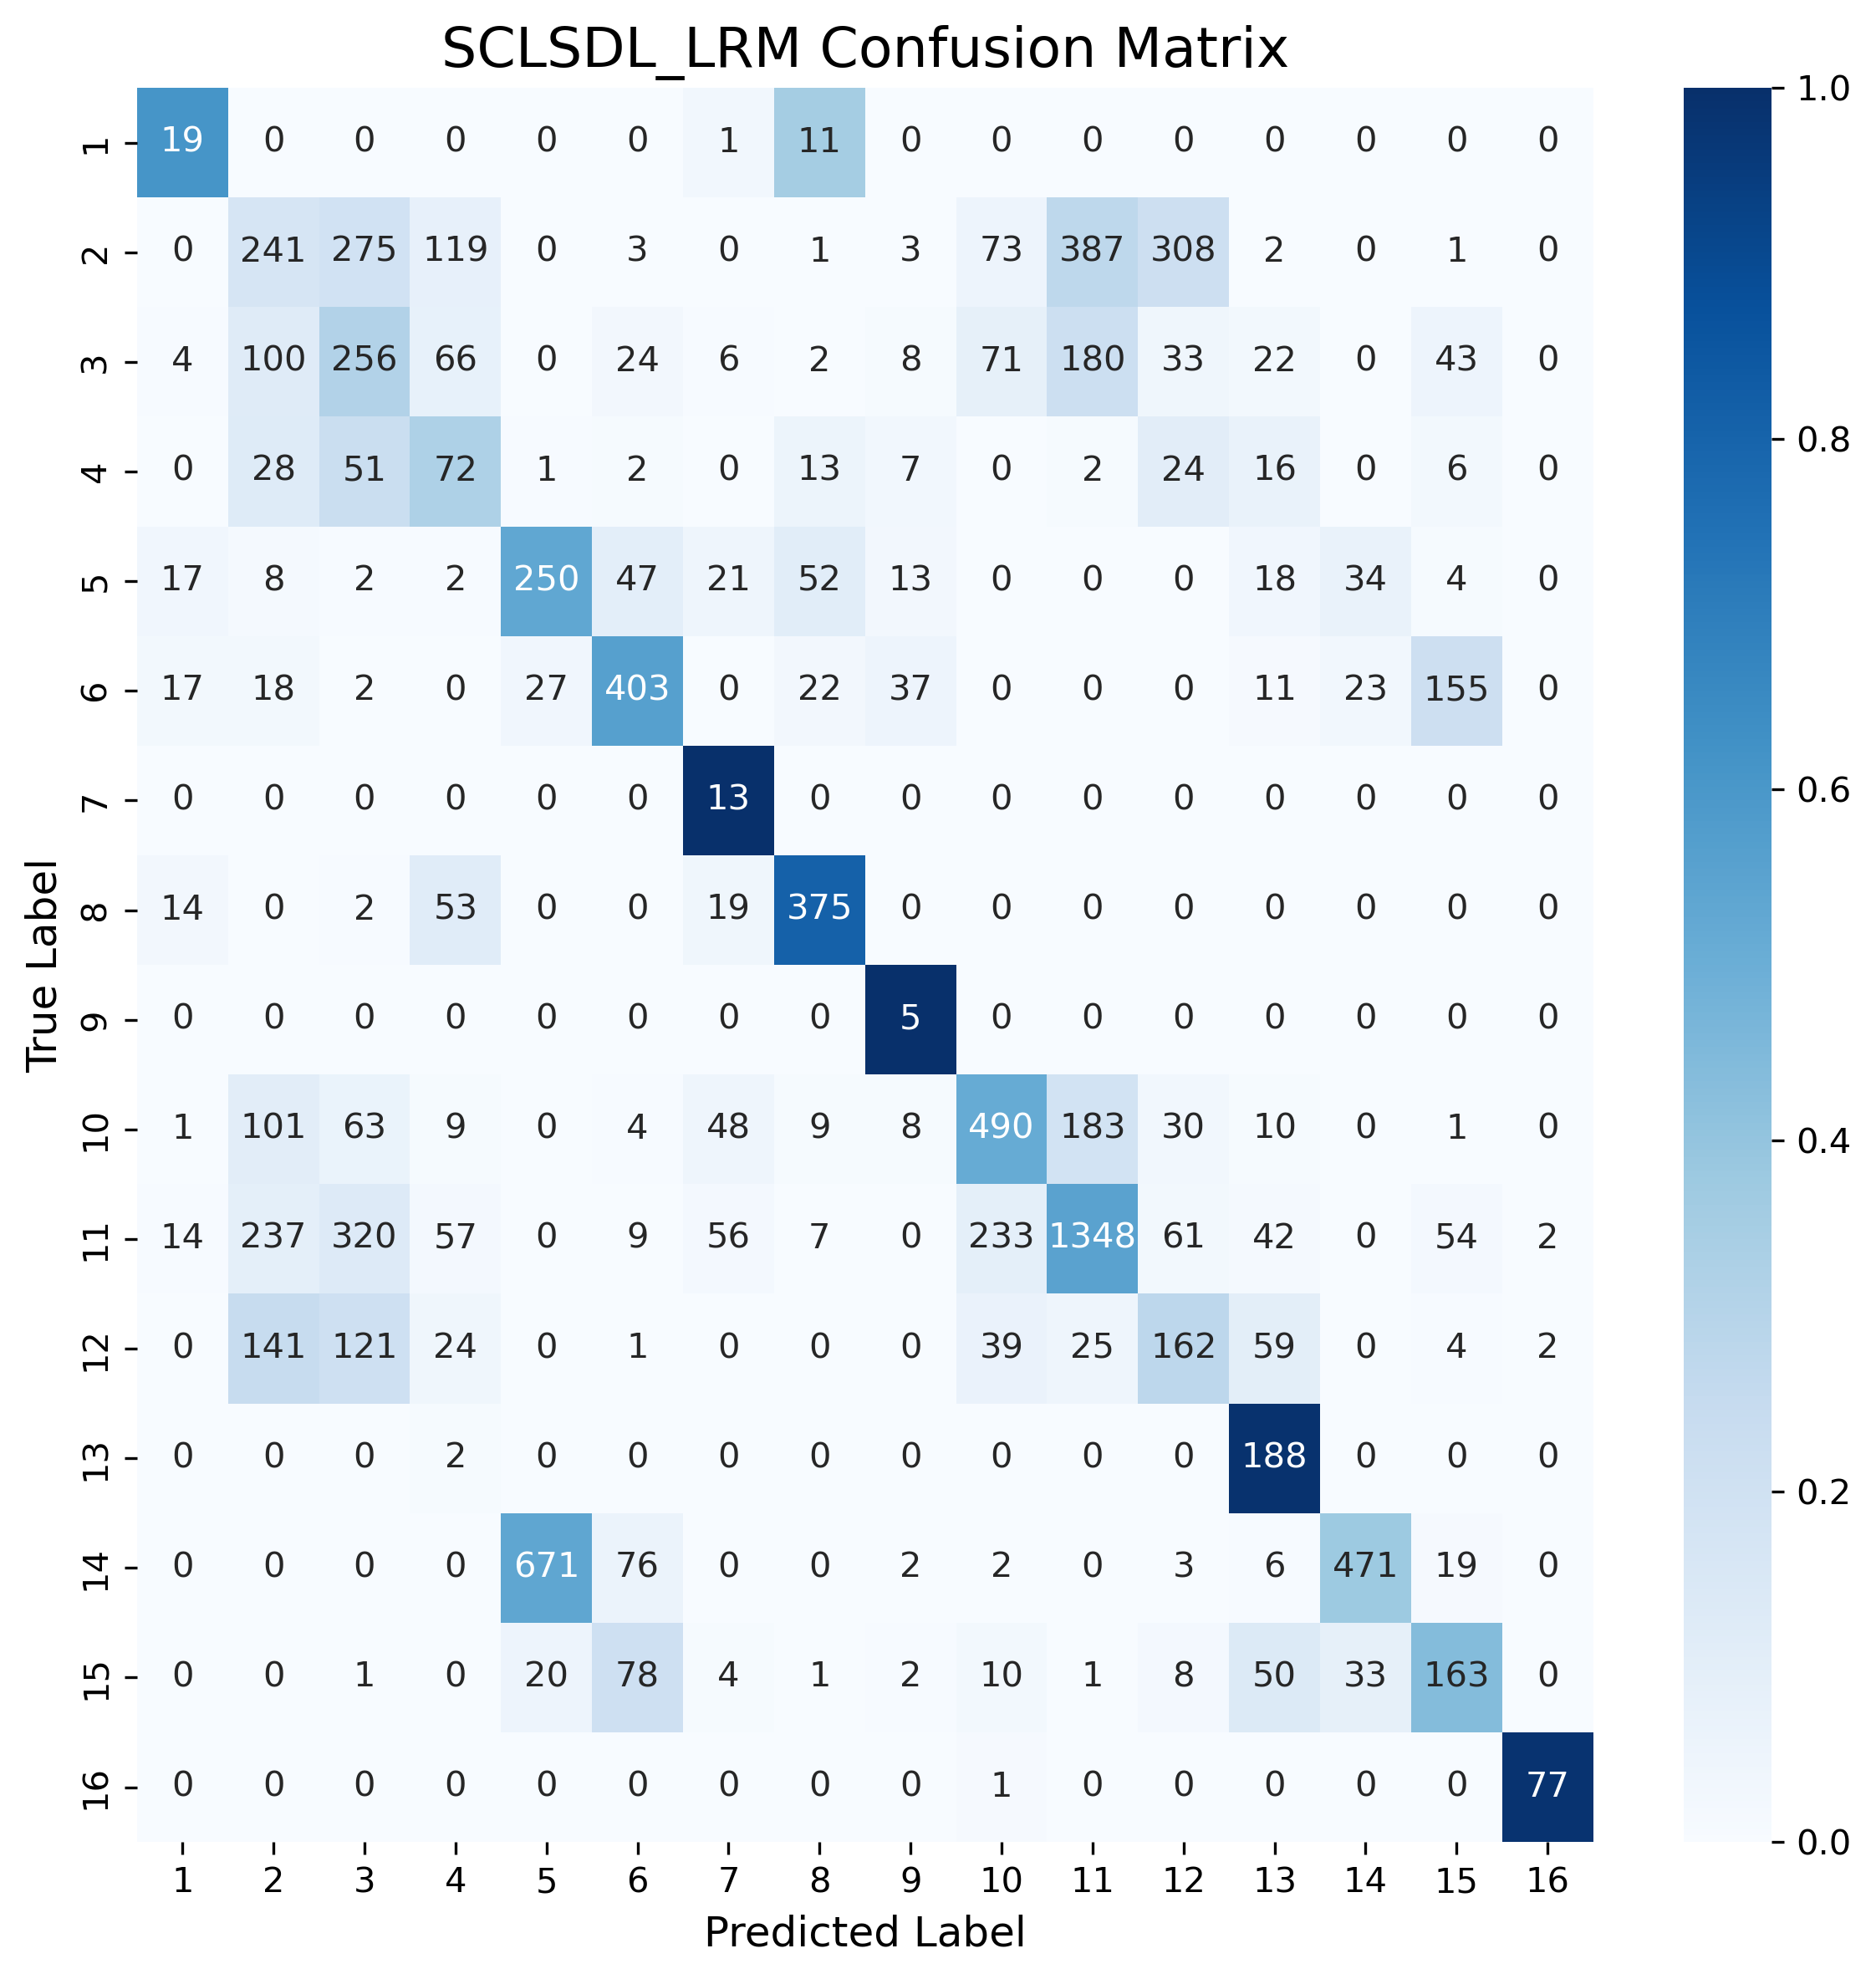 SCLSDL_LRM Confusion Matrix
1 19 0 0 0 0 0 1 11 0 0 0 0 0 0 0 0
2 0 241 275 119 0 3 0 1 3 73 387 308 2 0 1 0
3 4 100 256 66 0 24 6 2 8 71 180 33 22 0 43 0
4 0 28 51 72 1 2 0 13 7 0 2 24 16 0 6 0
5 17 8 2 2 250 47 21 52 13 0 0 0 18 34 4 0
6 17 18 2 0 27 403 0 22 37 0 0 0 11 23 155 0
7 0 0 0 0 0 0 13 0 0 0 0 0 0 0 0 0
8 14 0 2 53 0 0 19 375 0 0 0 0 0 0 0 0
9 0 0 0 0 0 0 0 0 5 0 0 0 0 0 0 0
10 1 101 63 9 0 4 48 9 8 490 183 30 10 0 1 0
11 14 237 320 57 0 9 56 7 0 233 1348 61 42 0 54 2
12 0 141 121 24 0 1 0 0 0 39 25 162 59 0 4 2
13 0 0 0 2 0 0 0 0 0 0 0 0 188 0 0 0
14 0 0 0 0 671 76 0 0 2 2 0 3 6 471 19 0
15 0 0 1 0 20 78 4 1 2 10 1 8 50 33 163 0
16 0 0 0 0 0 0 0 0 0 1 0 0 0 0 0 77
1 2 3 4 5 6 7 8 9 10 11 12 13 14 15 16
Predicted Label
True Label
1.0
0.8
0.6
0.4
0.2
0.0